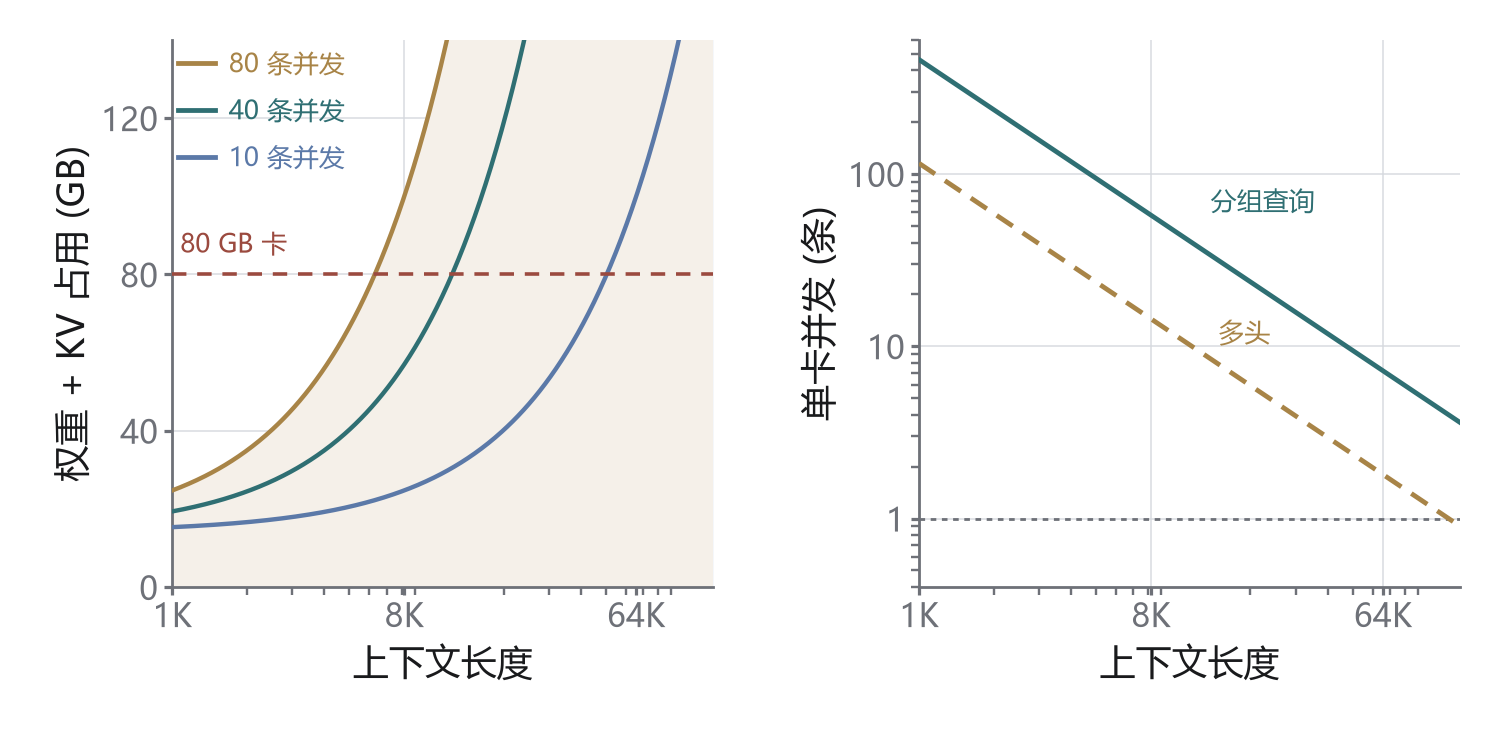 80 条并发
40 条并发
10 条并发
80 GB 卡
权重 + KV 占用 (GB)
120
80
40
0
1K
8K
64K
上下文长度
单卡并发 (条)
100
10
1
分组查询
多头
1K
8K
64K
上下文长度